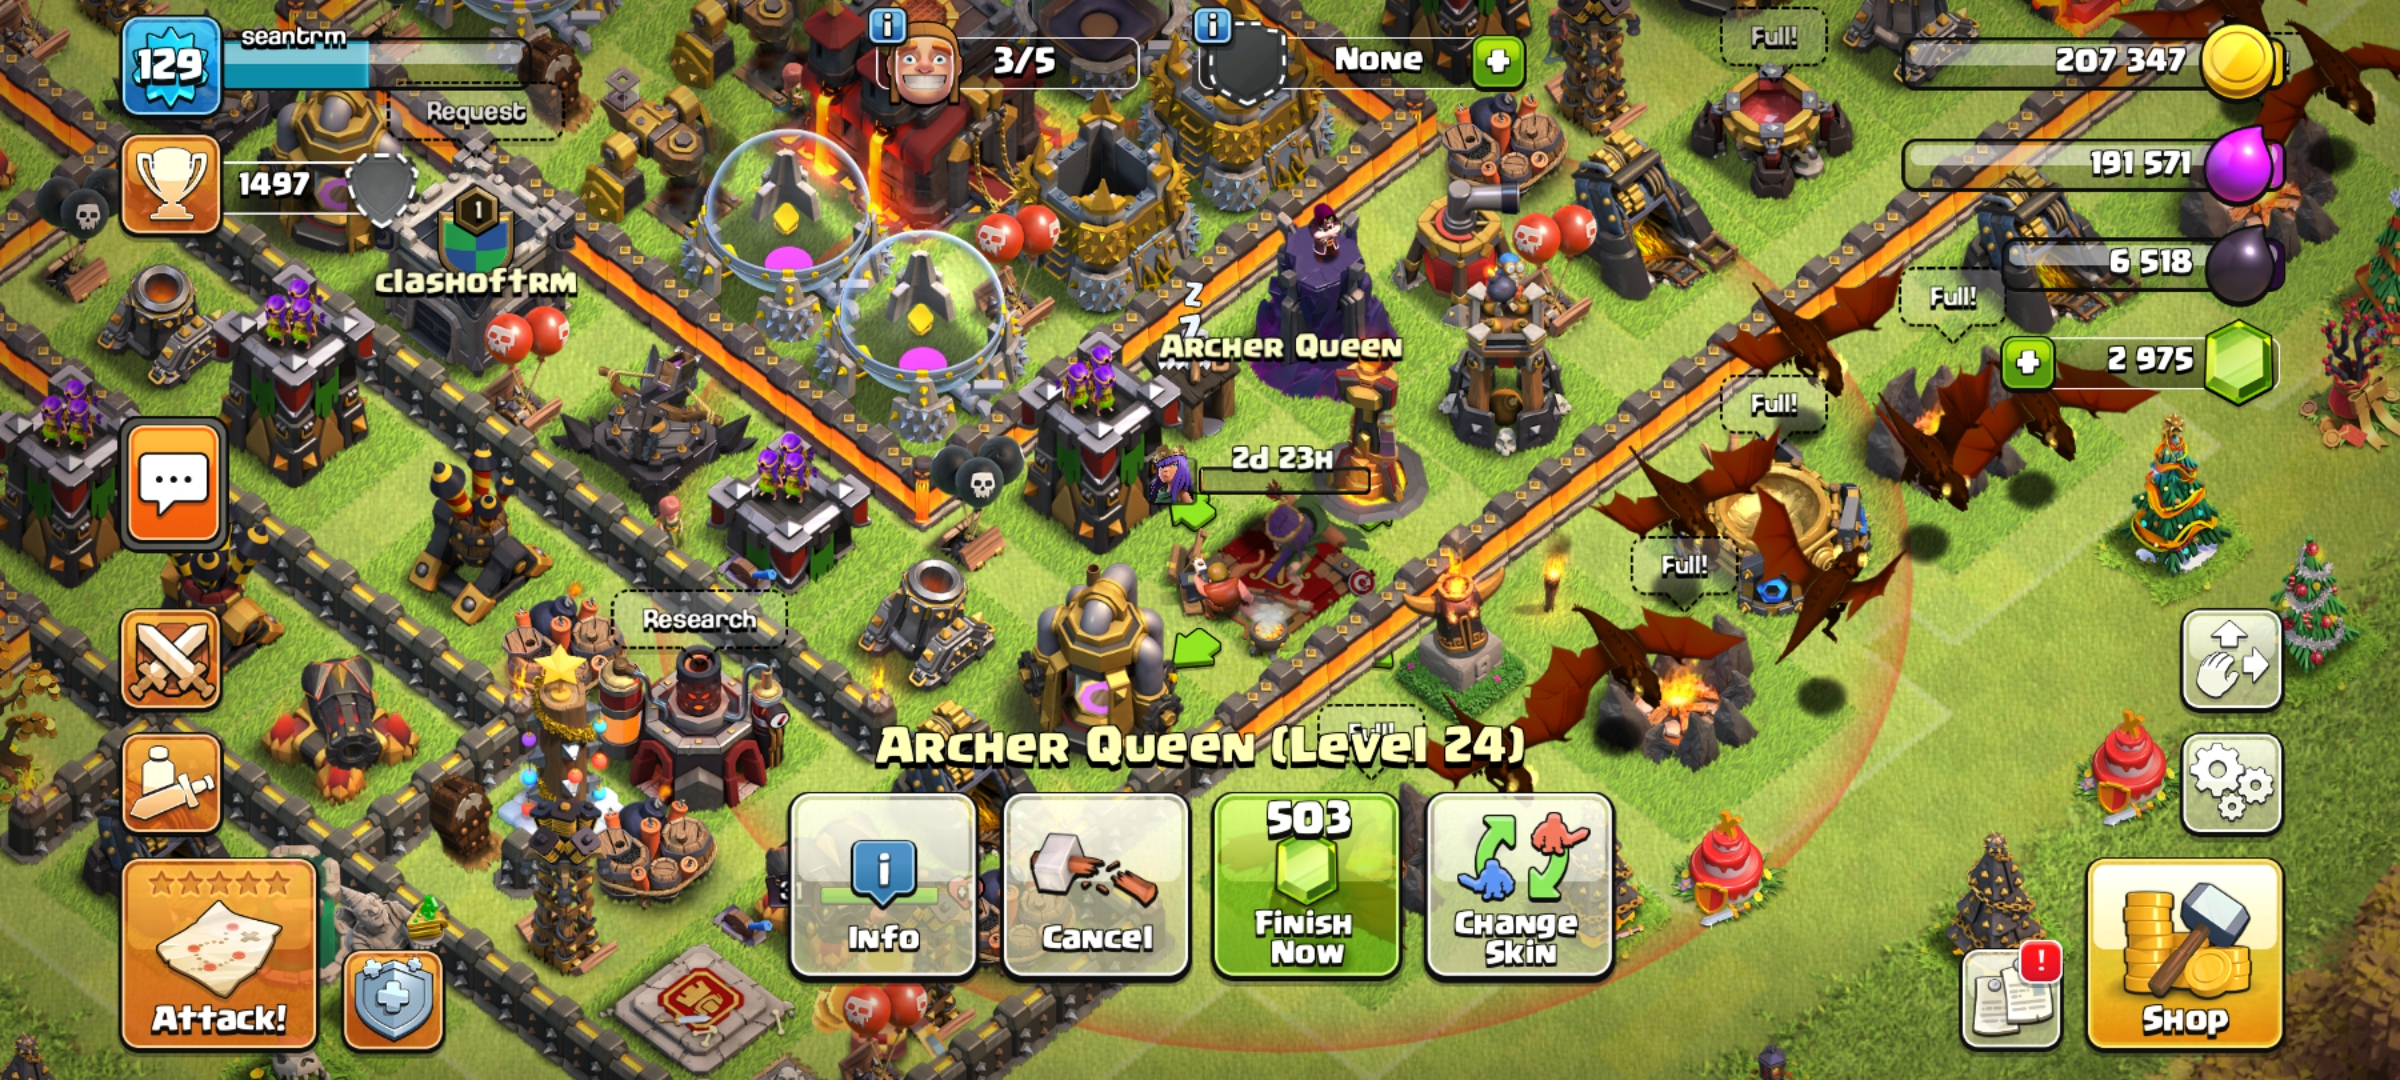 129
seantrm
3/5
None
Full!
207 347
Request
1497
191 571
1
clashoftRM
6 518
Full!
Z
Z
Archer Queen
2 975
Full!
2d 23H
Full!
Research
Full!
Archer Queen (Level 24)
503
Info
Cancel
Finish
Now
Change
Skin
Attack!
!
Shop